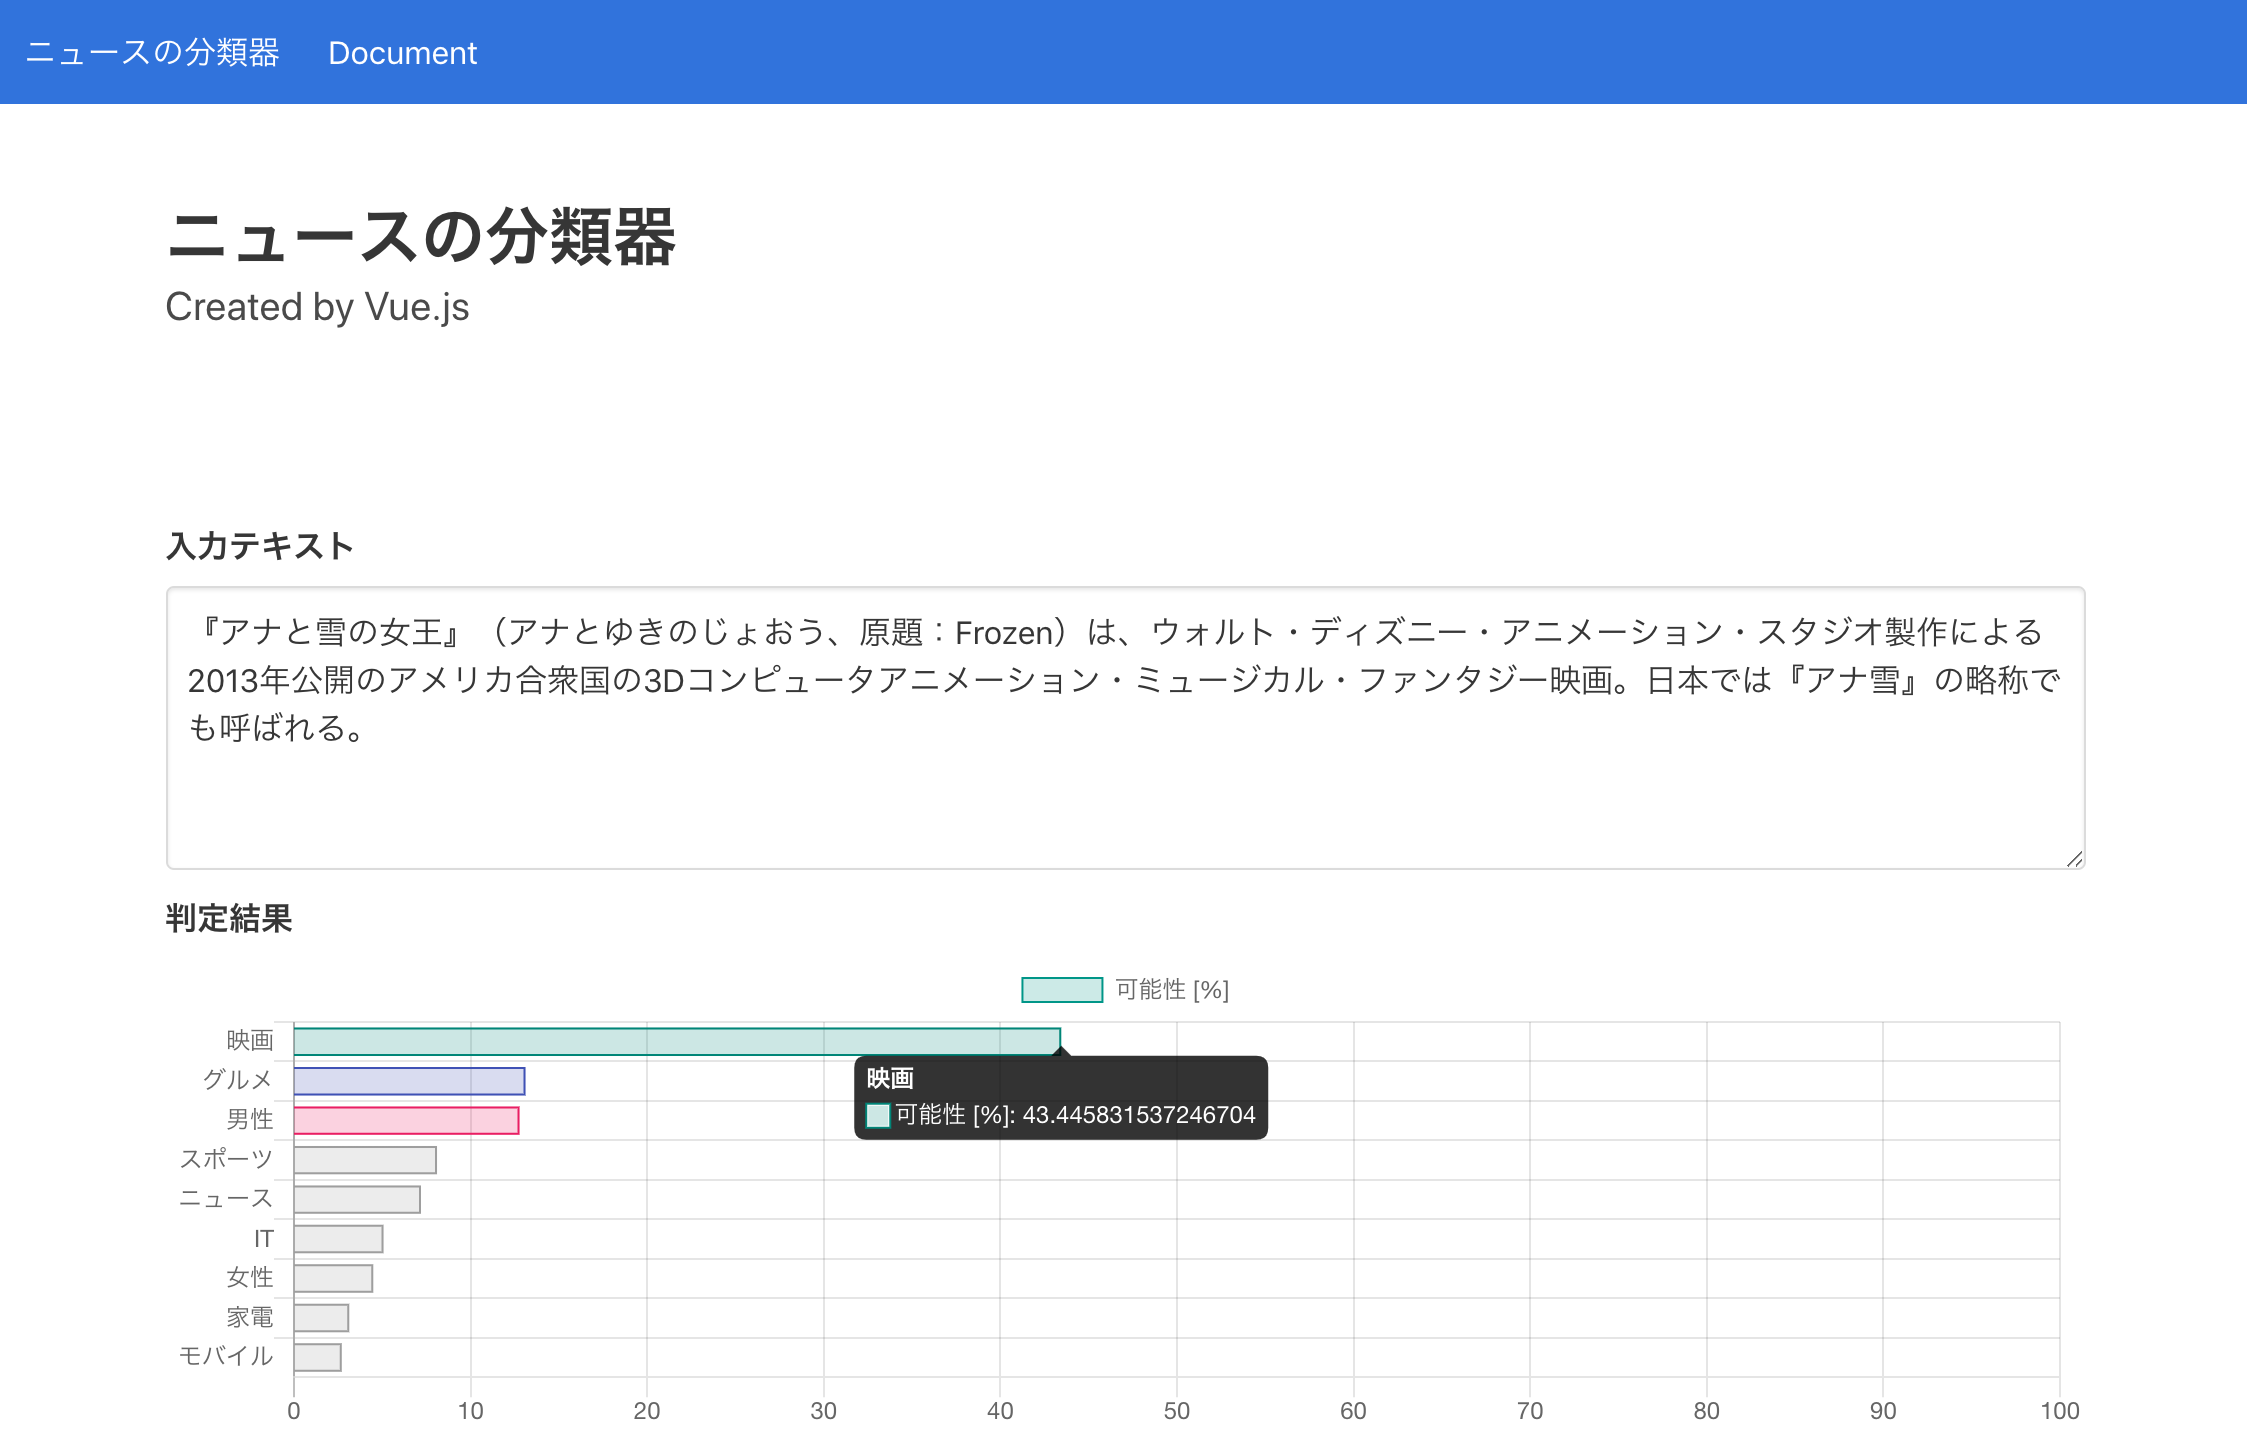 ニュースの分類器 Document
ニュースの分類器
Created by Vue.js
入力テキスト
『アナと雪の女王』（アナとゆきのじょおう、原題：Frozen）は、ウォルト・ディズニー・アニメーション・スタジオ製作による
2013年公開のアメリカ合衆国の3Dコンピュータアニメーション・ミュージカル・ファンタジー映画。日本では『アナ雪』の略称で
も呼ばれる。
判定結果
可能性 [%]
映画
グルメ
男性
スポーツ
ニュース
IT
女性
家電
モバイル
映画
可能性 [%]: 43.445831537246704
0 10 20 30 40 50 60 70 80 90 100